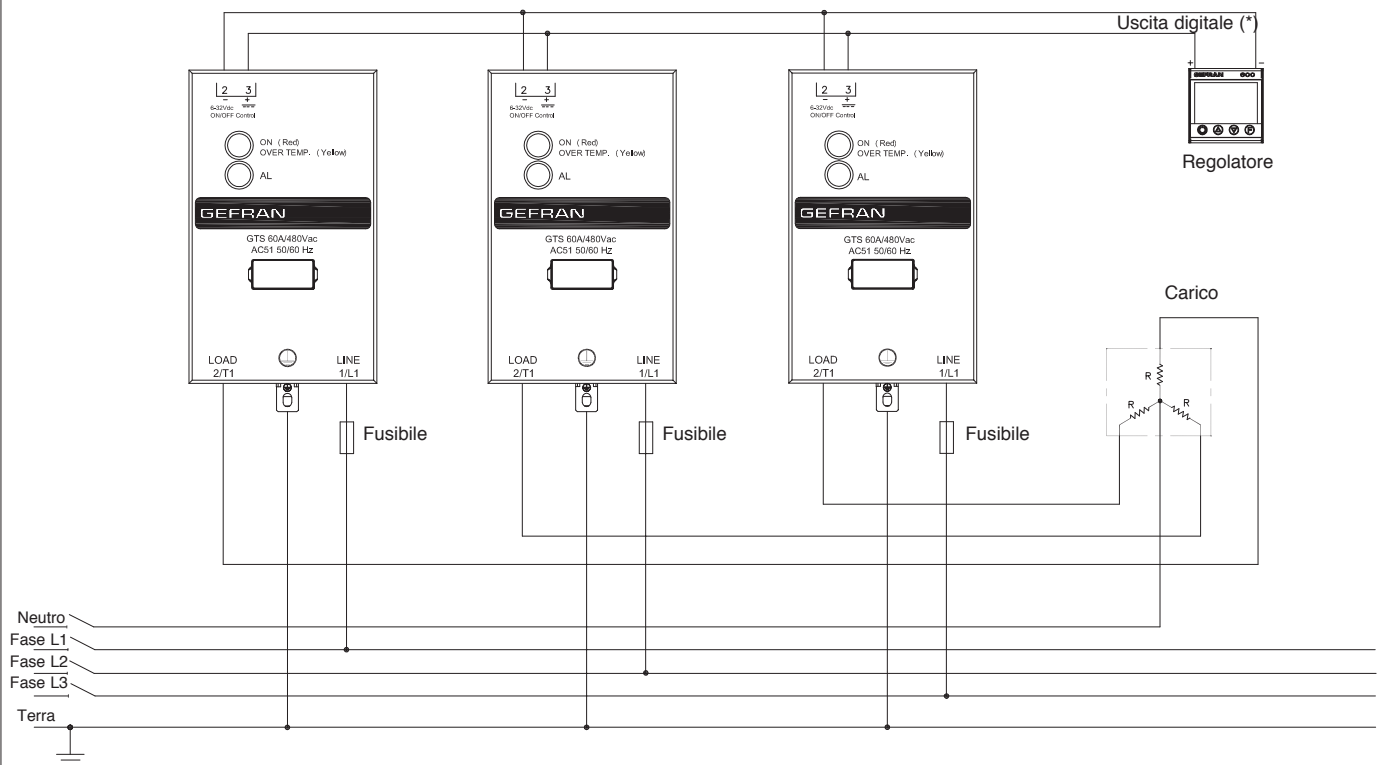 Uscita digitale (*)
+ −
GEFRAN 600
F
Regolatore
2 3
− +
6-32Vdc
ON/OFF Control
ON (Red)
OVER TEMP. (Yellow)
AL
GEFRAN
GTS 60A/480Vac
AC51 50/60 Hz
LOAD
2/T1
LINE
1/L1
Fusibile
2 3
− +
6-32Vdc
ON/OFF Control
ON (Red)
OVER TEMP. (Yellow)
AL
GEFRAN
GTS 60A/480Vac
AC51 50/60 Hz
LOAD
2/T1
LINE
1/L1
Fusibile
2 3
− +
6-32Vdc
ON/OFF Control
ON (Red)
OVER TEMP. (Yellow)
AL
GEFRAN
GTS 60A/480Vac
AC51 50/60 Hz
LOAD
2/T1
LINE
1/L1
Fusibile
Carico
R
R
R
Neutro
Fase L1
Fase L2
Fase L3
Terra